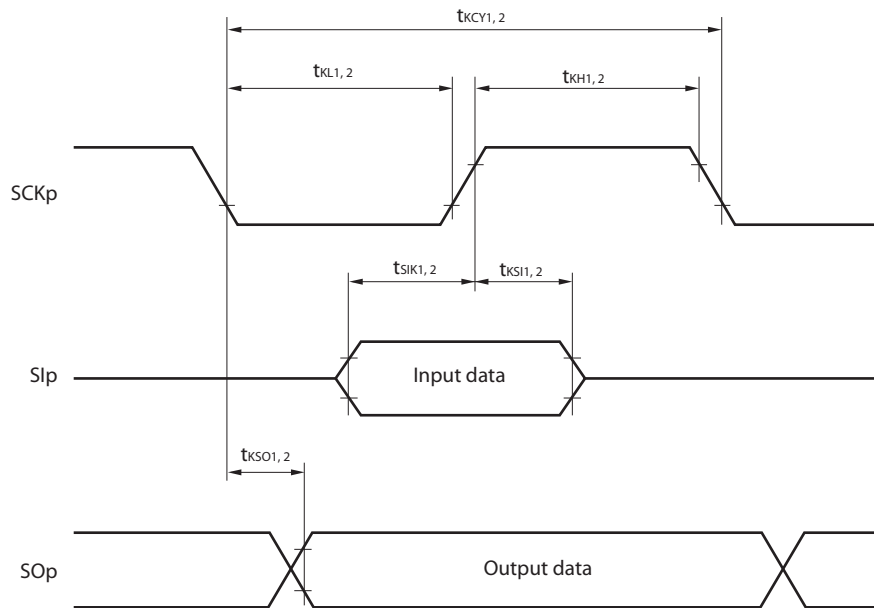 tKCY1, 2
tKL1, 2
tKH1, 2
SCKp
tSIK1, 2
tKSI1, 2
SIp
Input data
tKSO1, 2
SOp
Output data